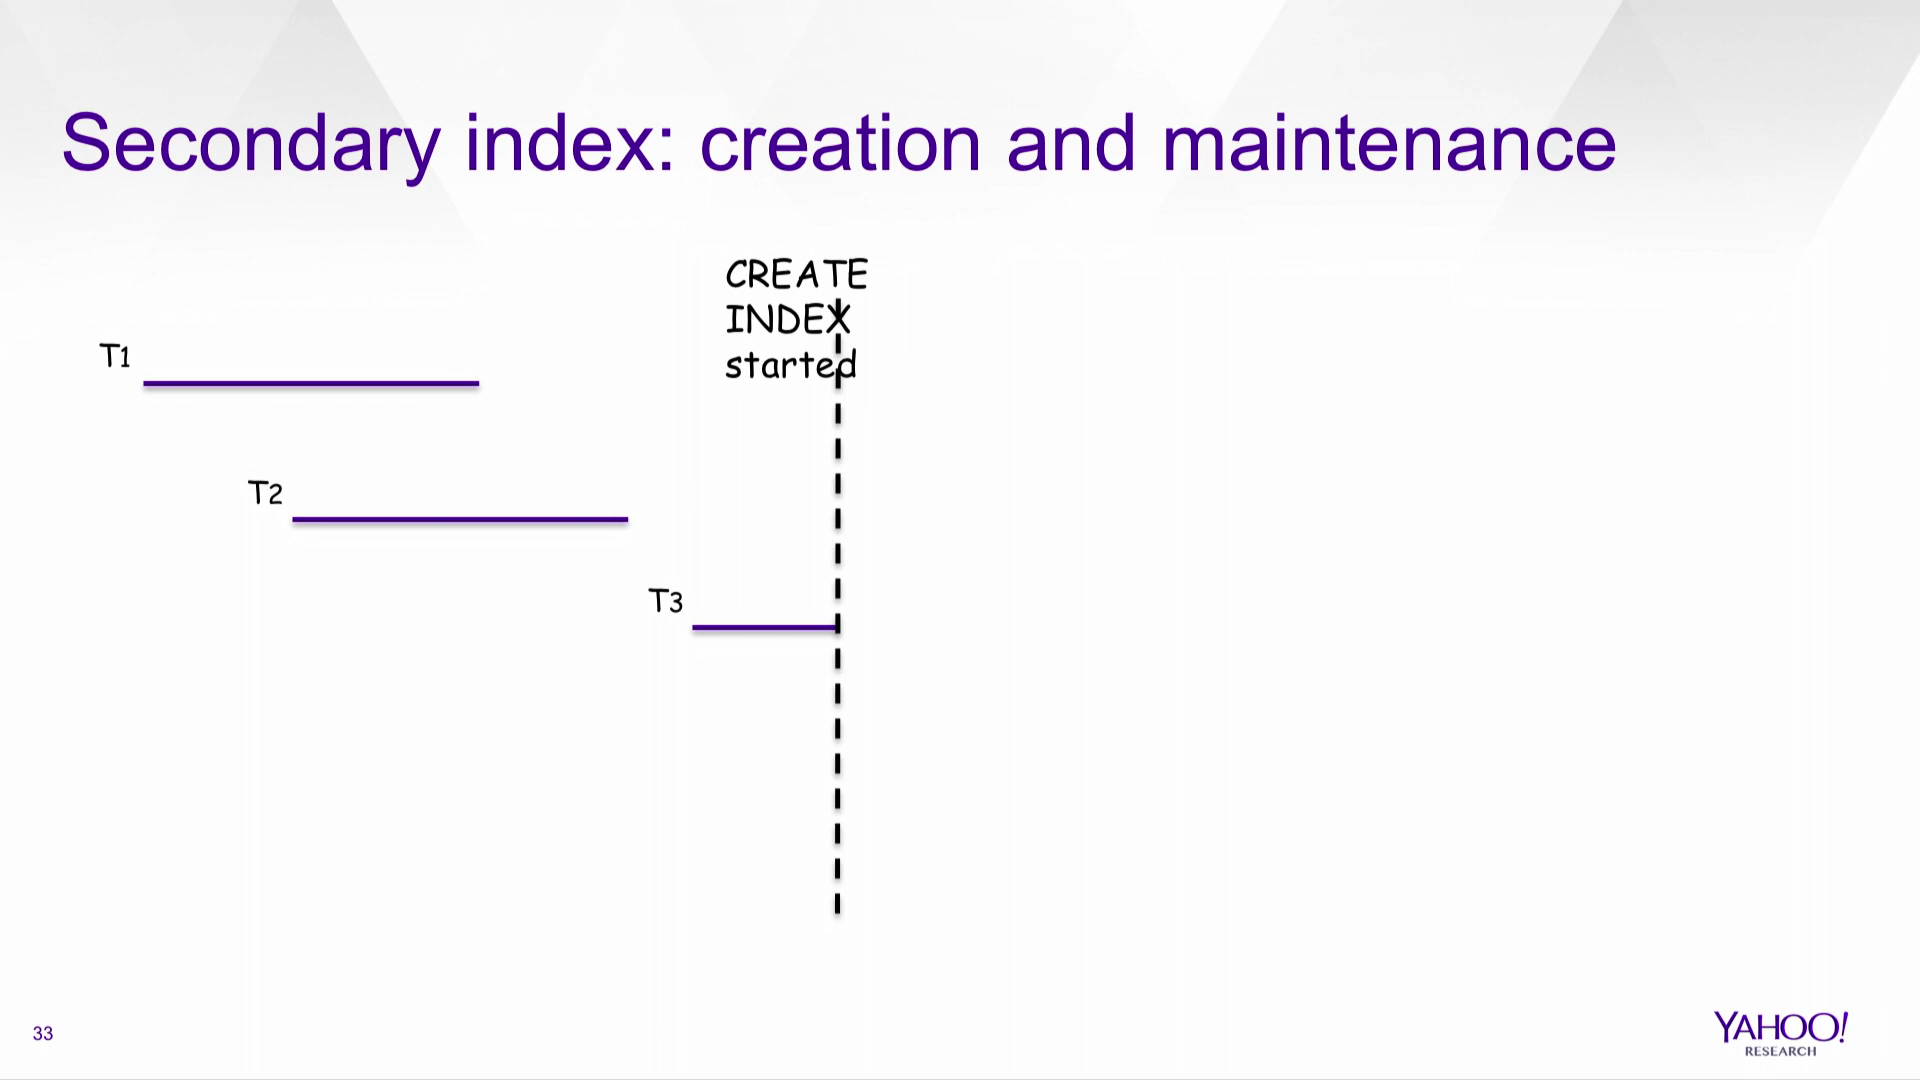 Secondary index: creation and maintenance
CREATE
INDEX
started
T1
T2
T3
33
YAHOO!
RESEARCH